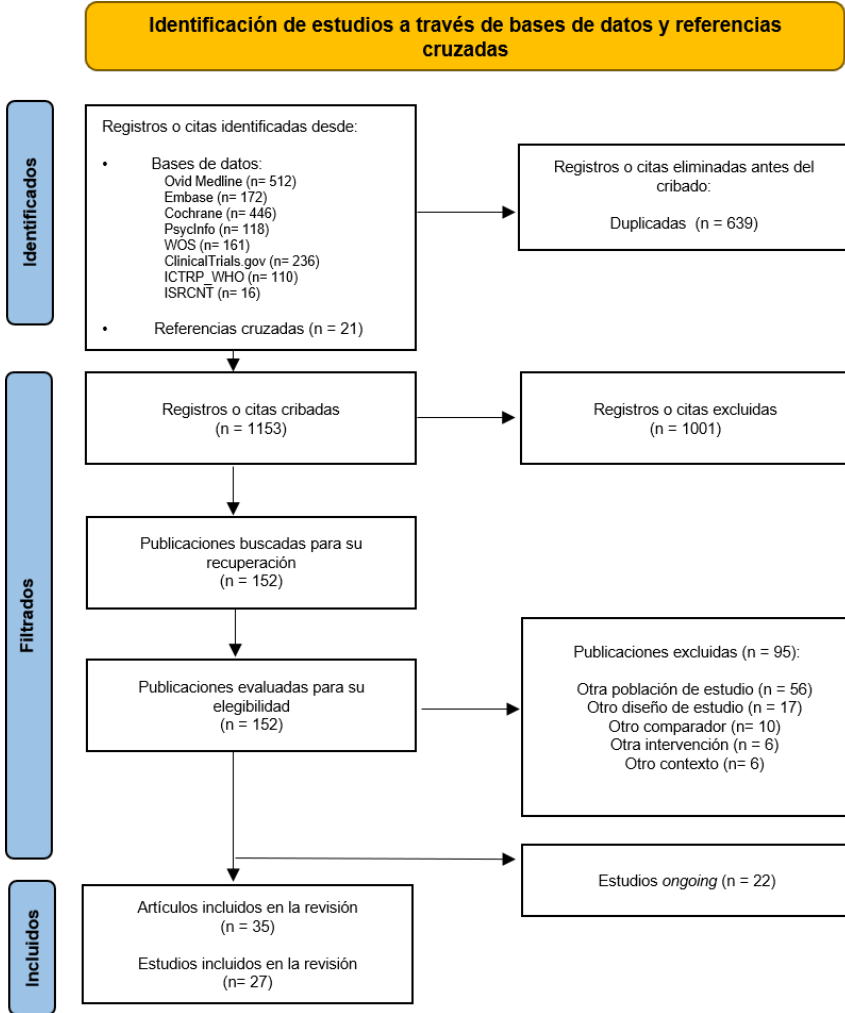 Identificación de estudios a través de bases de datos y referencias
cruzadas
Identificados
Registros o citas identificadas desde:
• Bases de datos:
Ovid Medline (n= 512)
Embase (n= 172)
Cochrane (n= 446)
PsycInfo (n= 118)
WOS (n= 161)
ClinicalTrials.gov (n= 236)
ICTRP_WHO (n= 110)
ISRCNT (n= 16)
• Referencias cruzadas (n = 21)
Registros o citas eliminadas antes del
cribado:
Duplicadas (n = 639)
Filtrados
Registros o citas cribadas
(n = 1153)
Registros o citas excluidas
(n = 1001)
Publicaciones buscadas para su
recuperación
(n = 152)
Publicaciones evaluadas para su
elegibilidad
(n = 152)
Publicaciones excluidas (n = 95):
Otra población de estudio (n = 56)
Otro diseño de estudio (n = 17)
Otro comparador (n= 10)
Otra intervención (n = 6)
Otro contexto (n= 6)
Estudios ongoing (n = 22)
Incluidos
Artículos incluidos en la revisión
(n = 35)
Estudios incluidos en la revisión
(n= 27)